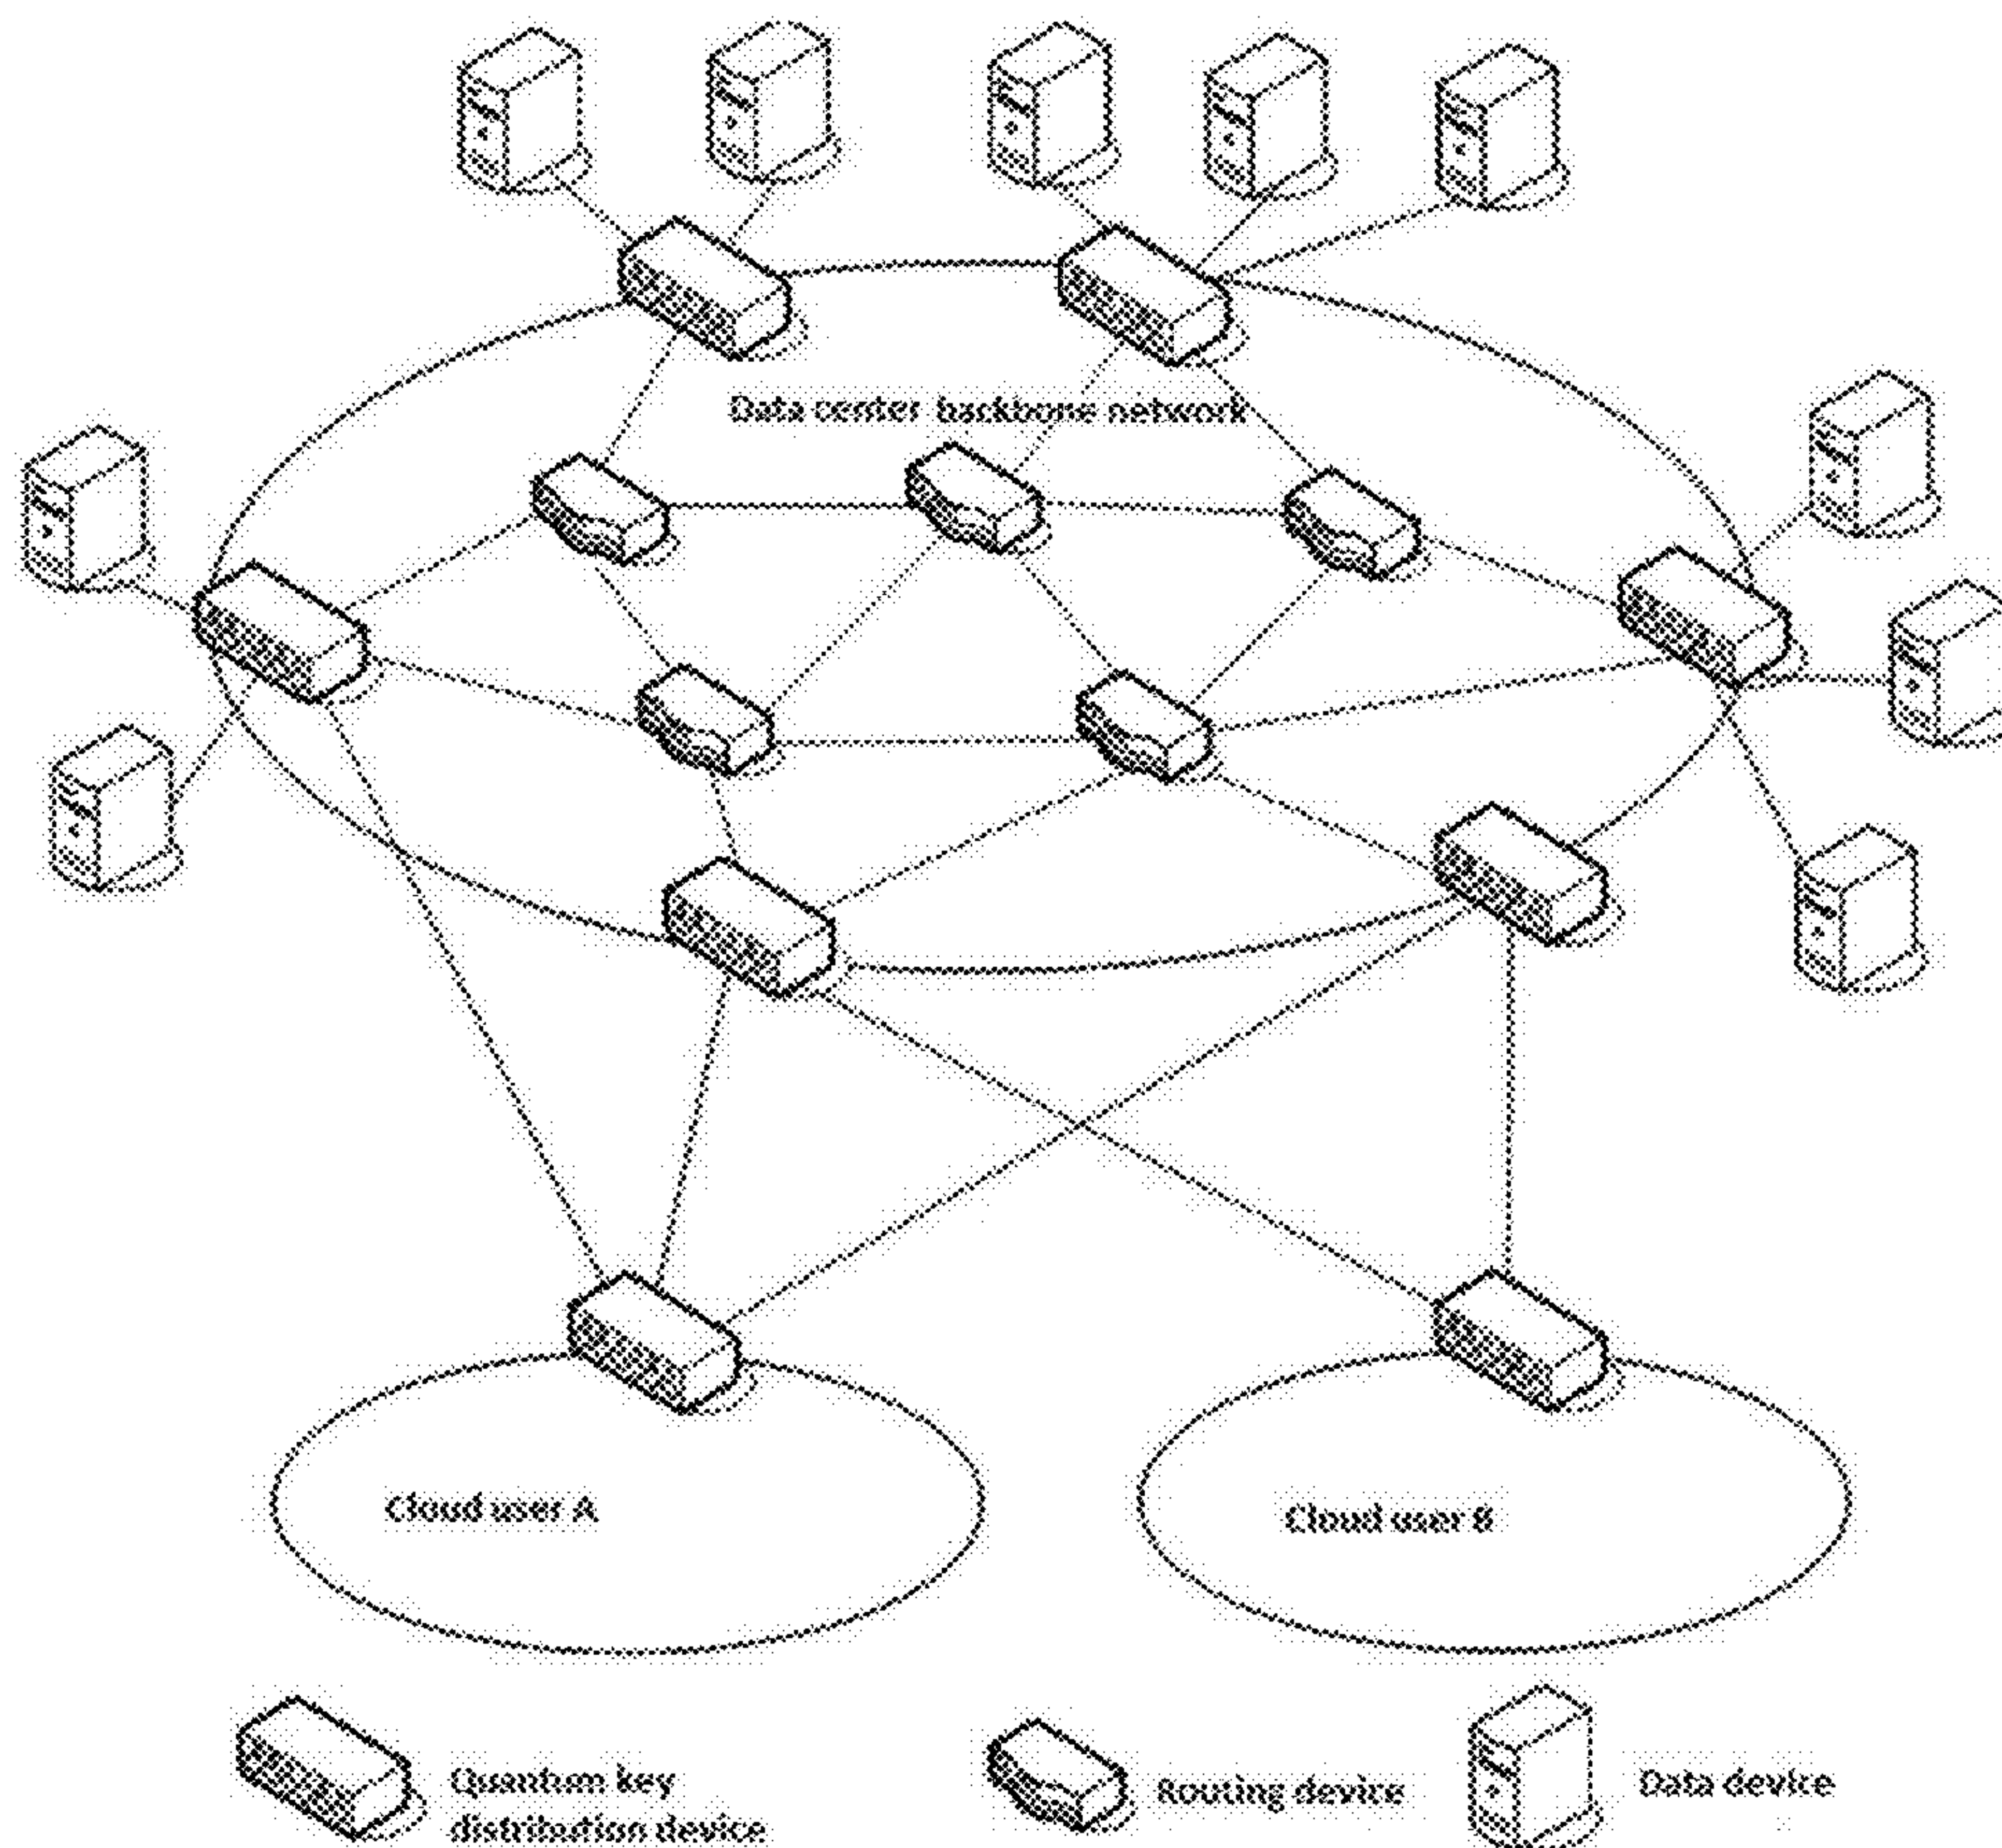 Data center backbone network
Cloud user A
Cloud user B
Quantum key
distribution device
Routing device
Data device